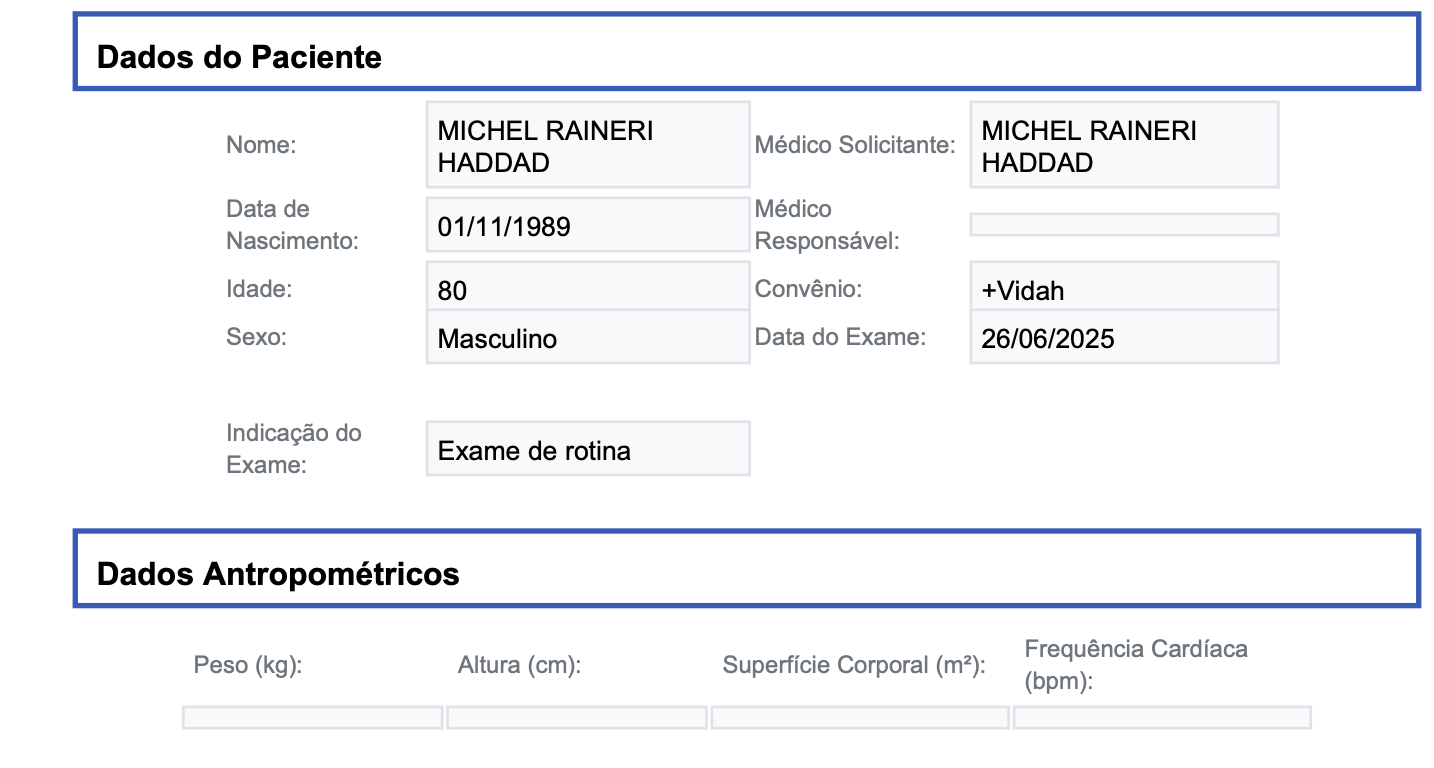 Dados do Paciente
Nome:
MICHEL RAINERI
HADDAD
Médico Solicitante:
MICHEL RAINERI
HADDAD
Data de
Nascimento:
01/11/1989
Médico
Responsável:
Idade:
80
Convênio:
+Vidah
Sexo:
Masculino
Data do Exame:
26/06/2025
Indicação do
Exame:
Exame de rotina
Dados Antropométricos
Peso (kg):
Altura (cm):
Superfície Corporal (m²):
Frequência Cardíaca
(bpm):